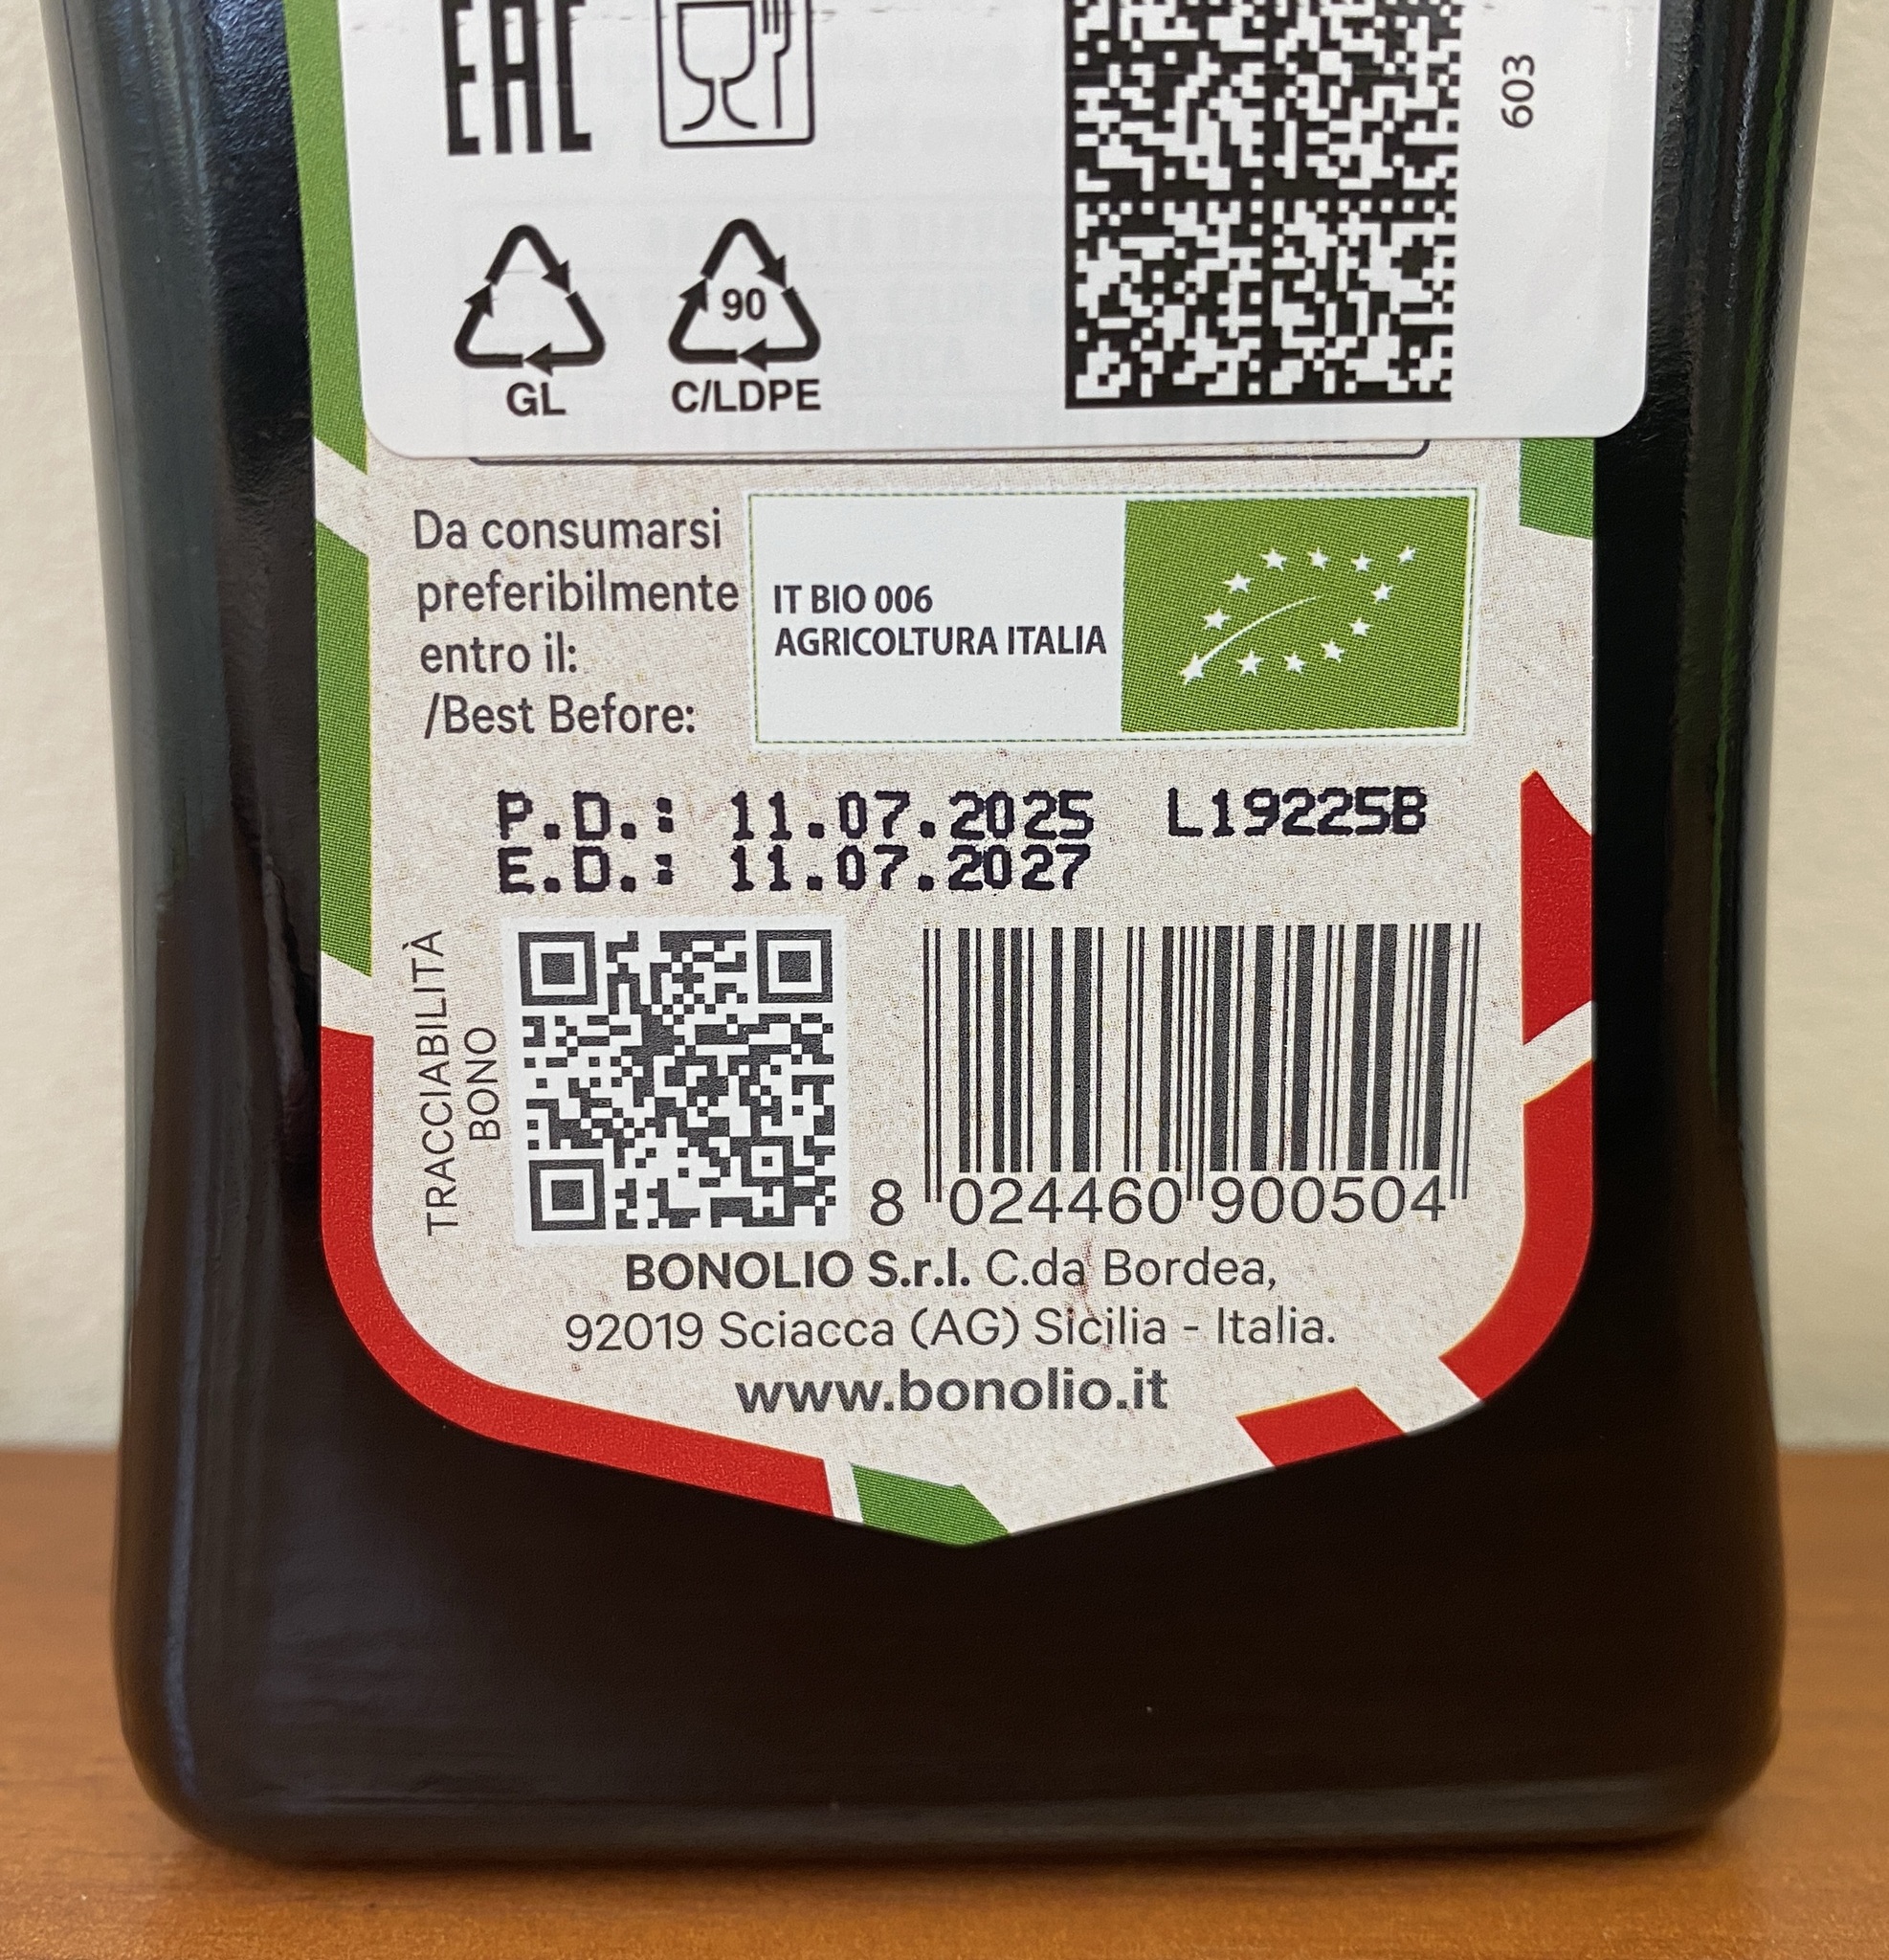 EAC
603
90
GL
C/LDPE
Da consumarsi
preferibilmente
entro il:
/Best Before:
IT BIO 006
AGRICOLTURA ITALIA
P.D.: 11.07.2025 L19225B
E.D.: 11.07.2027
TRACCIABILITÀ
BONO
8 024460 900504
BONOLIO S.r.l. C.da Bordea,
92019 Sciacca (AG) Sicilia - Italia.
www.bonolio.it